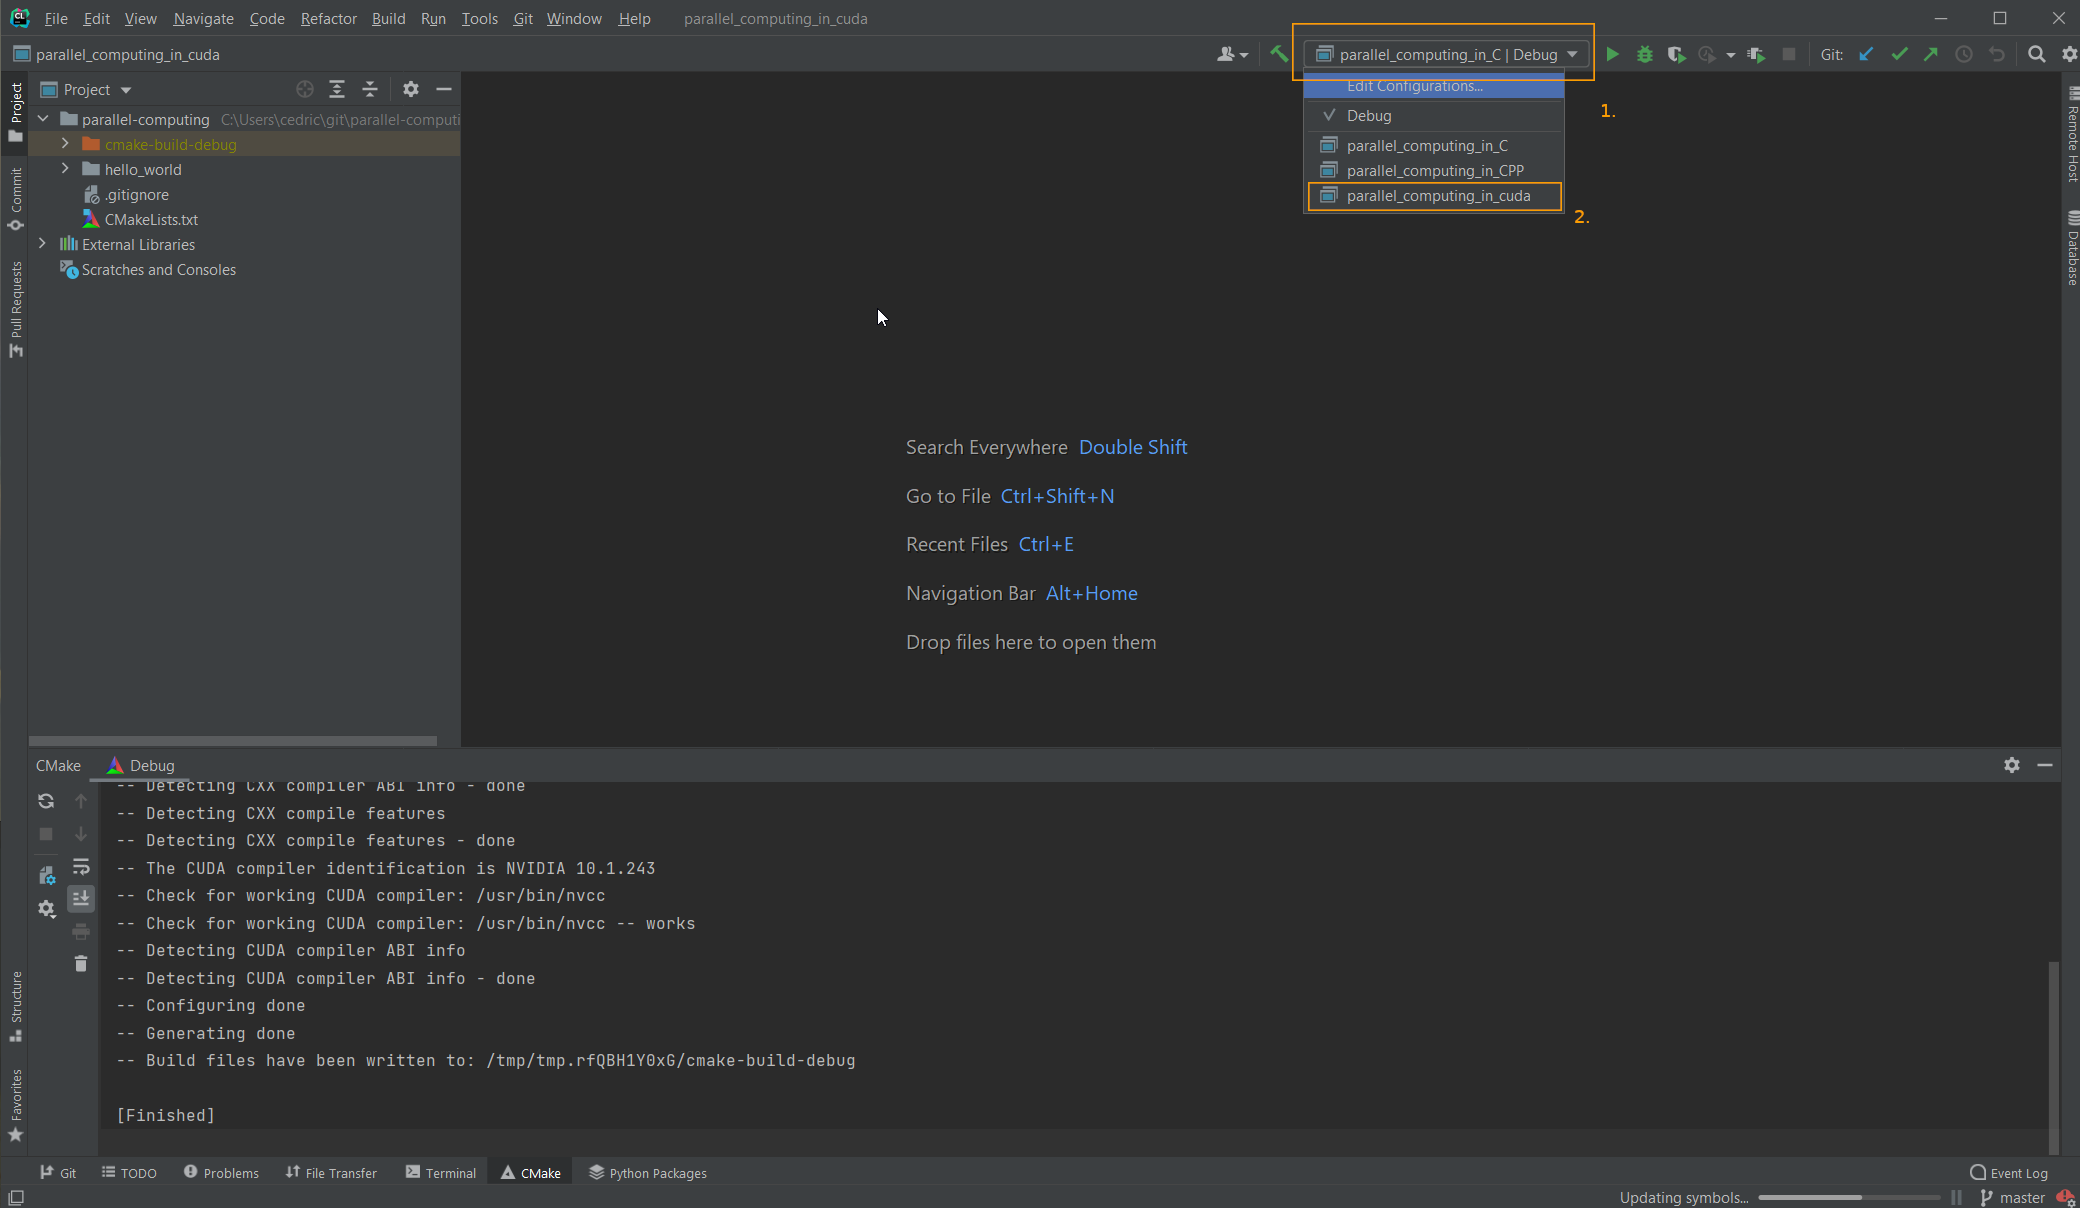 CL File Edit View Navigate Code Refactor Build Run Tools Git Window Help parallel_computing_in_cuda
parallel_computing_in_cuda parallel_computing_in_C | Debug Git:
Project
Edit Configurations...
1.
Debug
parallel_computing_in_C
parallel_computing_in_CPP
parallel_computing_in_cuda
2.
parallel-computing C:\Users\cedric\git\parallel-computi
cmake-build-debug
hello_world
.gitignore
CMakeLists.txt
External Libraries
Scratches and Consoles
Project
Commit
Pull Requests
Structure
Favorites
Remote Host
Database
Search Everywhere Double Shift
Go to File Ctrl+Shift+N
Recent Files Ctrl+E
Navigation Bar Alt+Home
Drop files here to open them
CMake Debug
-- Detecting CXX compiler ABI info - done
-- Detecting CXX compile features
-- Detecting CXX compile features - done
-- The CUDA compiler identification is NVIDIA 10.1.243
-- Check for working CUDA compiler: /usr/bin/nvcc
-- Check for working CUDA compiler: /usr/bin/nvcc -- works
-- Detecting CUDA compiler ABI info
-- Detecting CUDA compiler ABI info - done
-- Configuring done
-- Generating done
-- Build files have been written to: /tmp/tmp.rfQBH1Y0xG/cmake-build-debug
[Finished]
Git TODO Problems File Transfer Terminal CMake Python Packages Event Log
Updating symbols... master